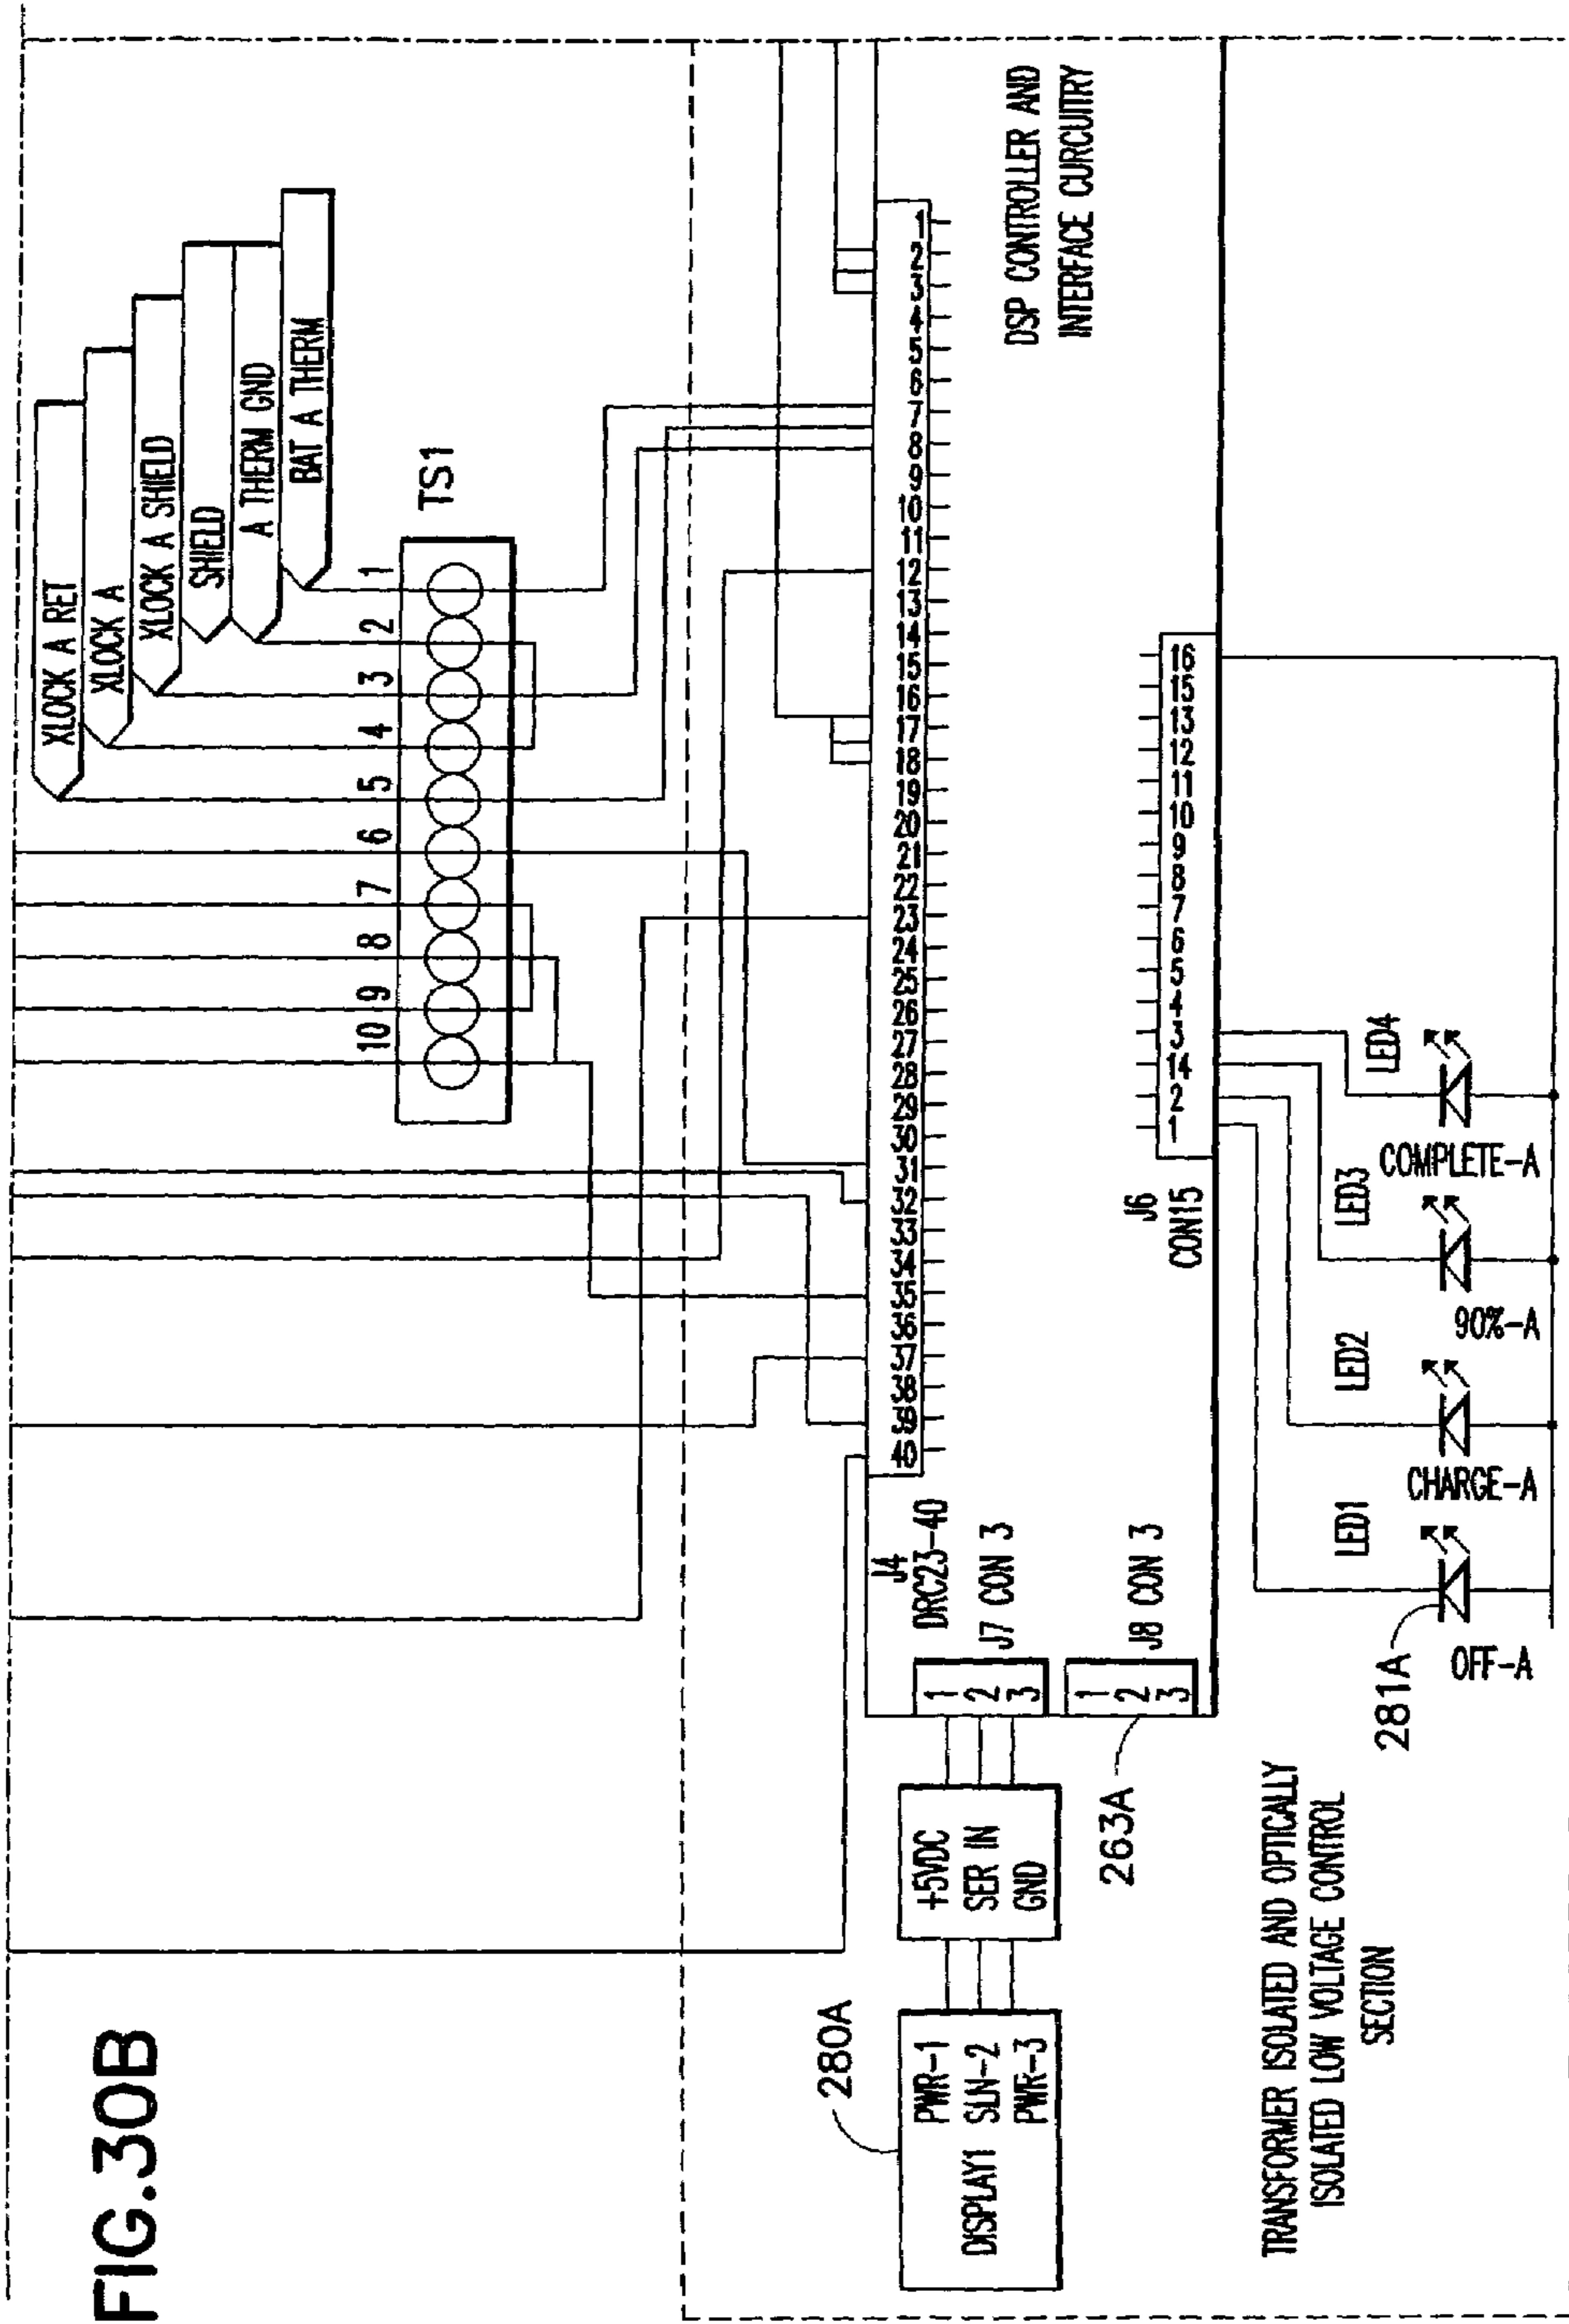 FIG.30B
XLOCK A RET
XLOCK A
XLOCK A SHIELD
SHIELD
A THERM GND
BAT A THERM
TS1
10 9 8 7 6 5 4 3 2 1
J4
DRC23-40
40 39 38 37 36 35 34 33 32 31 30 29 28 27 26 25 24 23 22 21 20 19 18 17 16 15 14 13 12 11 10 9 8 7 6 5 4 3 2 1
DSP CONTROLLER AND
INTERFACE CURCUITRY
280A
DISPLAY1
PWR-1
SLN-2
PWR-3
+5VDC
SER IN
GND
1
2
3
J7 CON 3
1
2
3
J8 CON 3
263A
J6
CON15
1 2 14 3 4 5 6 7 8 9 10 11 12 13 15 16
TRANSFORMER ISOLATED AND OPTICALLY
ISOLATED LOW VOLTAGE CONTROL
SECTION
281A
LED1
OFF-A
LED2
CHARGE-A
LED3
90%-A
LED4
COMPLETE-A